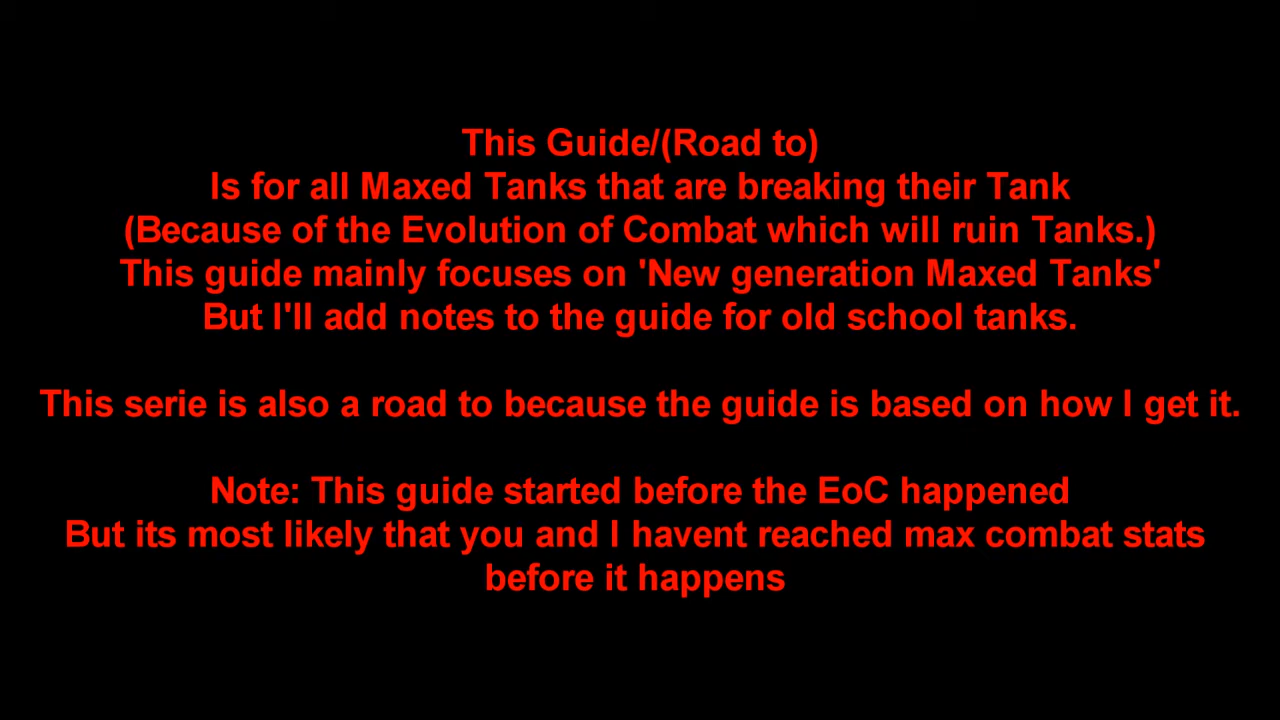 This Guide/(Road to)
Is for all Maxed Tanks that are breaking their Tank
(Because of the Evolution of Combat which will ruin Tanks.)
This guide mainly focuses on 'New generation Maxed Tanks'
But I'll add notes to the guide for old school tanks.
This serie is also a road to because the guide is based on how I get it.
Note: This guide started before the EoC happened
But its most likely that you and I havent reached max combat stats
before it happens